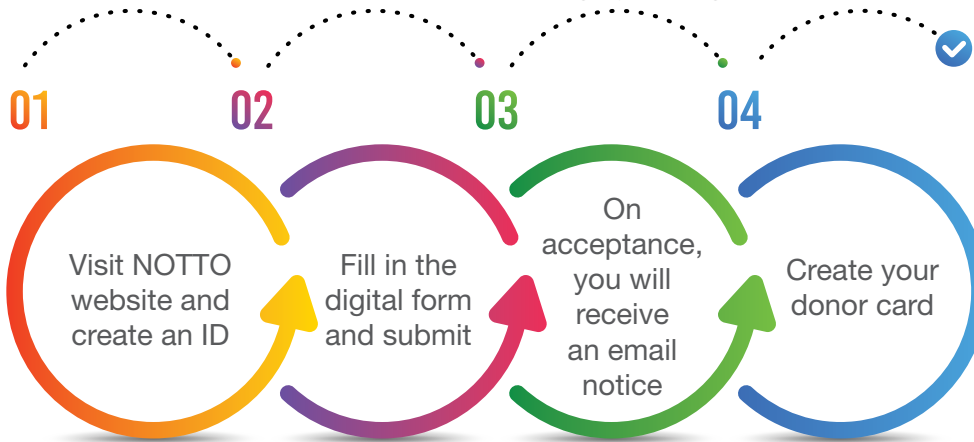 01
02
03
04
Visit NOTTO
website and
create an ID
Fill in the
digital form
and submit
On
acceptance,
you will
receive
an email
notice
Create your
donor card